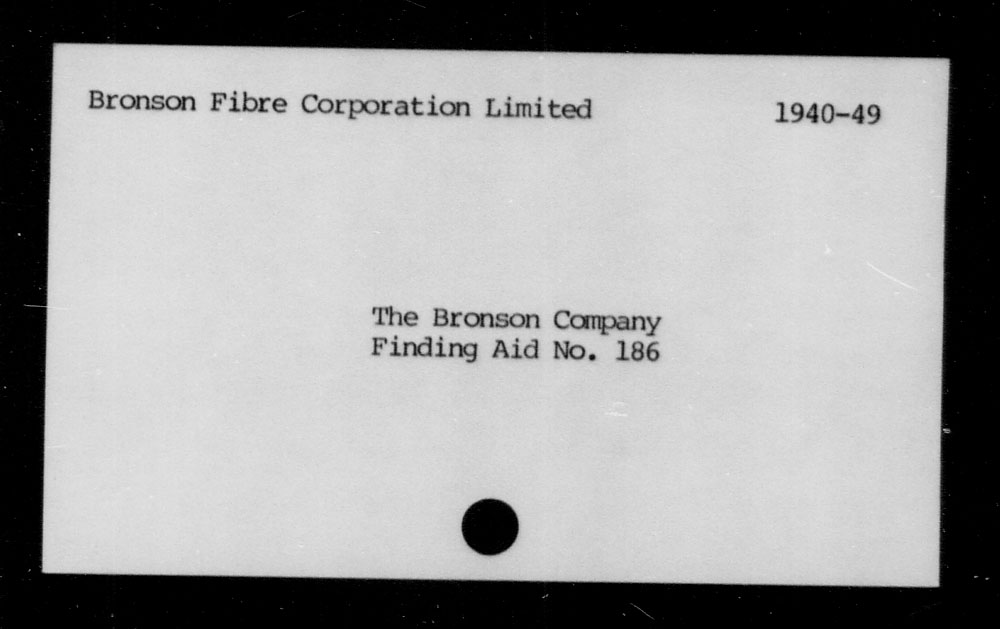 Bronson Fibre Corporation Limited 1940-49
The Bronson Company
Finding Aid No. 186